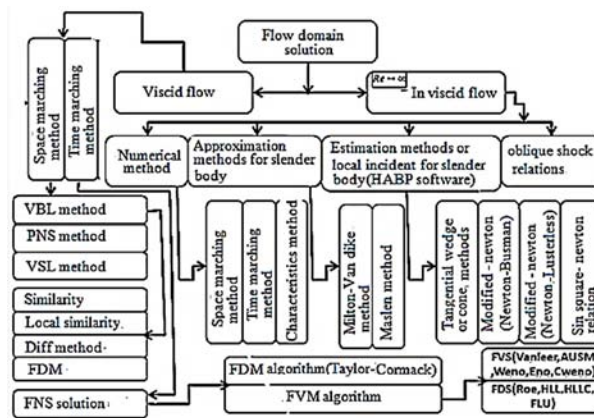 Flow domain
solution
Viscid flow
Re ↦ ∞
In viscid flow
Space marching
method
Time marching
method
Numerical
method
Approximation
methods for slender
body
Estimation methods or
local incident for slender
body(HABP software)
oblique shock
relations
VBL method
PNS method
VSL method
Similarity
Local similarity.
Diff method
FDM
FNS solution
Space marching
method
Time marching
method
Characteristics method
Milton-Van dike
method
Maslen method
Tangential wedge
or cone, methods
Modified-newton
(Newton-Busman)
Modified-newton
(Newton-Lusterless)
Sin square-newton
relation
FDM algorithm(Taylor-Cormack)
FVM algorithm
FVS(Vanleer,AUSM
,Weno,Eno,Cweno)
FDS(Roe,HLL,HLLC,
FLU)